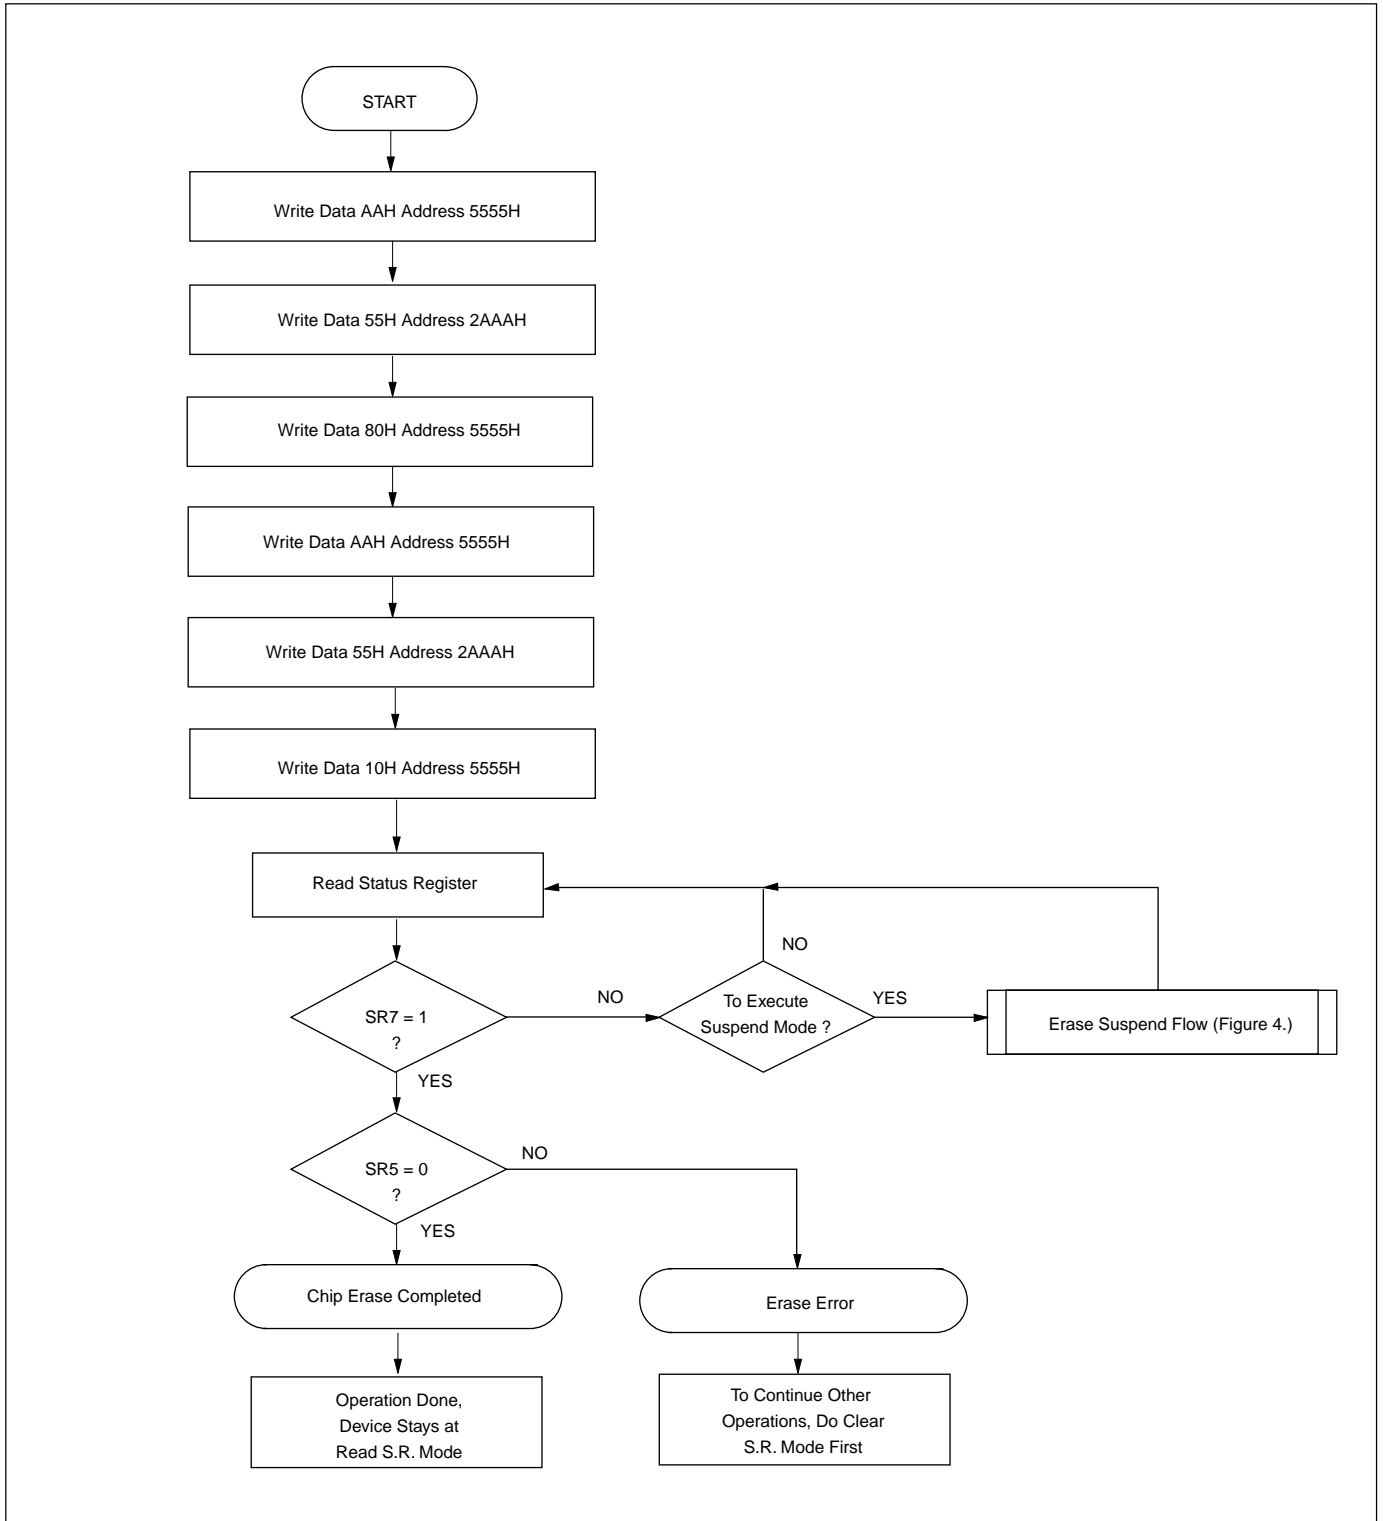 START
Write Data AAH Address 5555H
Write Data 55H Address 2AAAH
Write Data 80H Address 5555H
Write Data AAH Address 5555H
Write Data 55H Address 2AAAH
Write Data 10H Address 5555H
Read Status Register
NO
SR7 = 1
?
NO
To Execute
Suspend Mode ?
YES
Erase Suspend Flow (Figure 4.)
YES
SR5 = 0
?
NO
YES
Chip Erase Completed
Erase Error
Operation Done,
Device Stays at
Read S.R. Mode
To Continue Other
Operations, Do Clear
S.R. Mode First